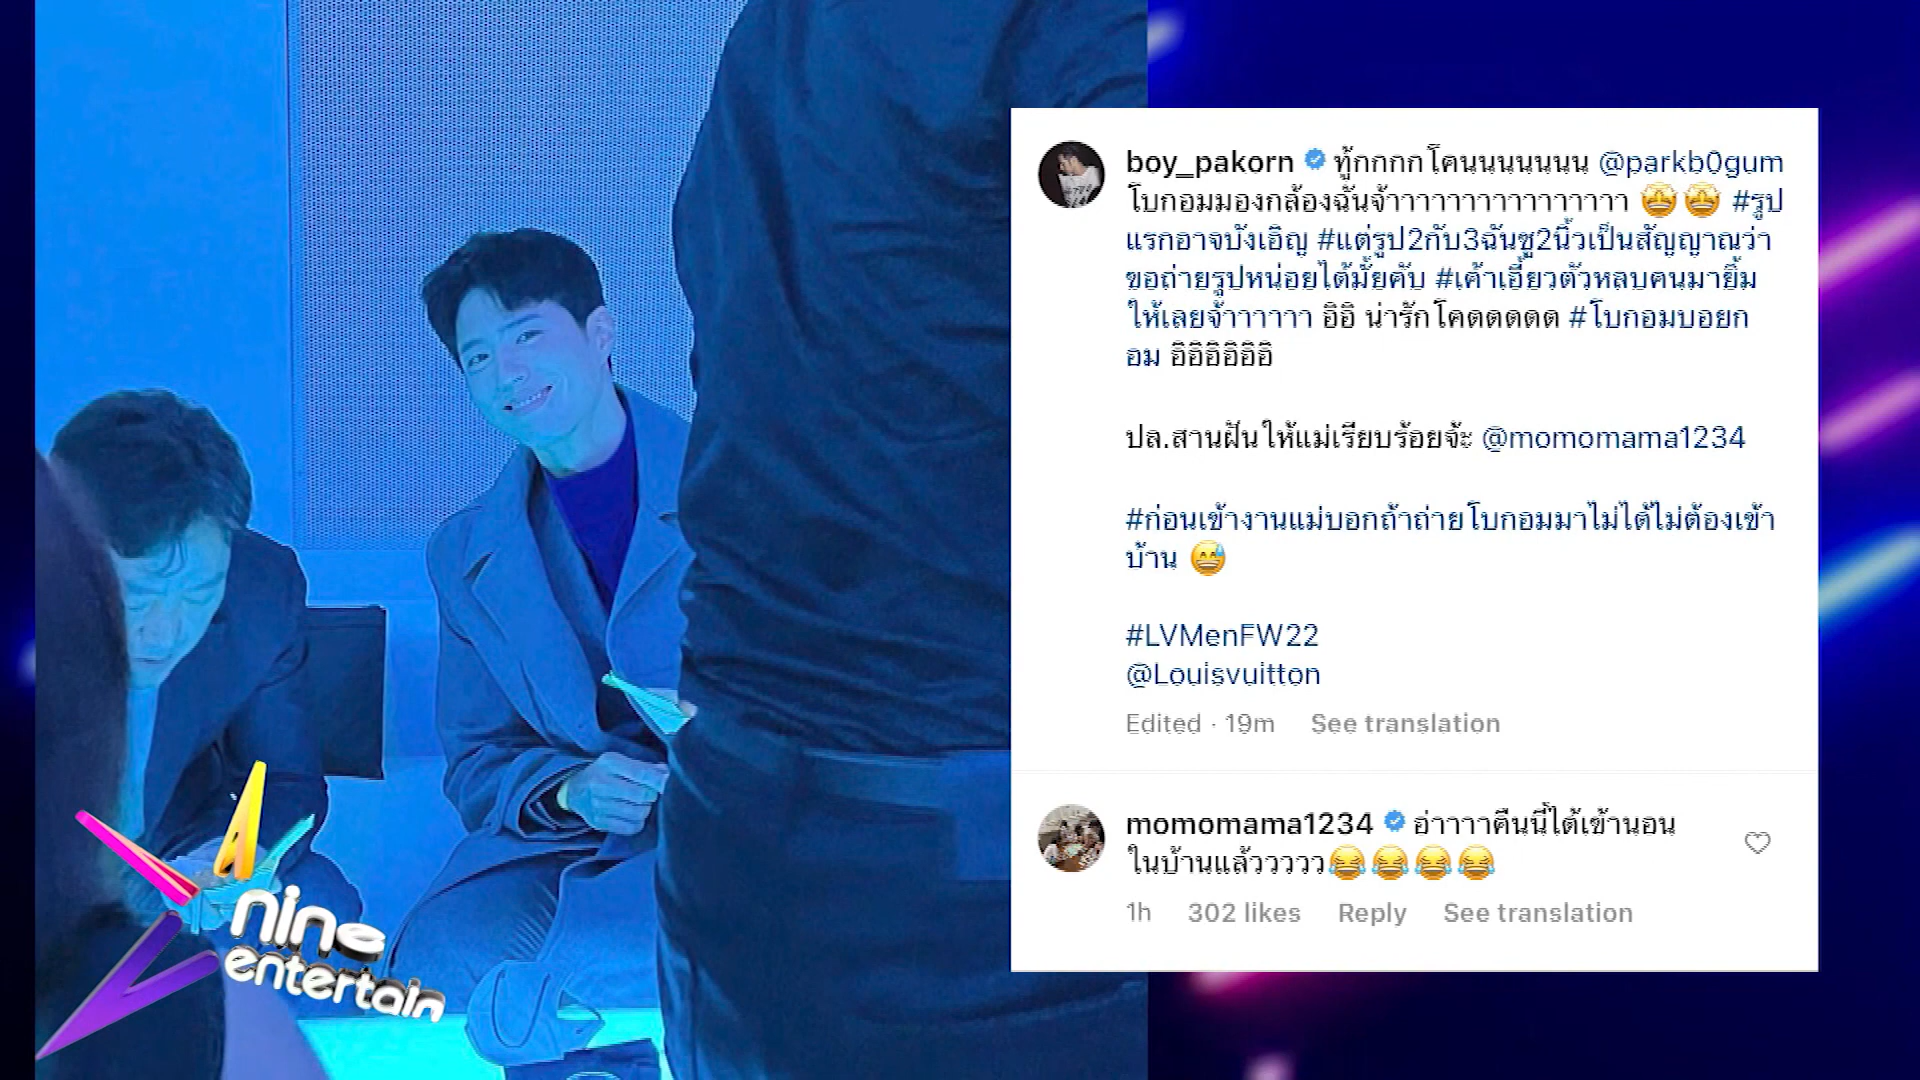 boy_pakorn ทู้กกกกโคนนนนนนน @parkb0gum
โบกอมมองกล้องฉันจ้าาาาาาาาาาาาาาาาา 🤩🤩 #รูป
แรกอาจบังเอิญ #แต่รูป2กับ3ฉันชู2นิ้วเป็นสัญญาณว่า
ขอถ่ายรูปหน่อยได้มั้ยคับ #เค้าเอี้ยวตัวหลบคนมายิ้ม
ให้เลยจ้าาาาาา อิอิ น่ารักโคตตตตต #โบกอมบอยก
อม อิอิอิอิอิอิ
ปล.สานฝันให้แม่เรียบร้อยจ้ะ @momomama1234
#ก่อนเข้างานแม่บอกถ้าถ่ายโบกอมมาไม่ได้ไม่ต้องเข้า
บ้าน 😅
#LVMenFW22
@Louisvuitton
Edited · 19m See translation
momomama1234 อ่าาาาคืนนี้ได้เข้านอน
ในบ้านแล้ววววว😂😂😂😂
1h 302 likes Reply See translation
nine
entertain